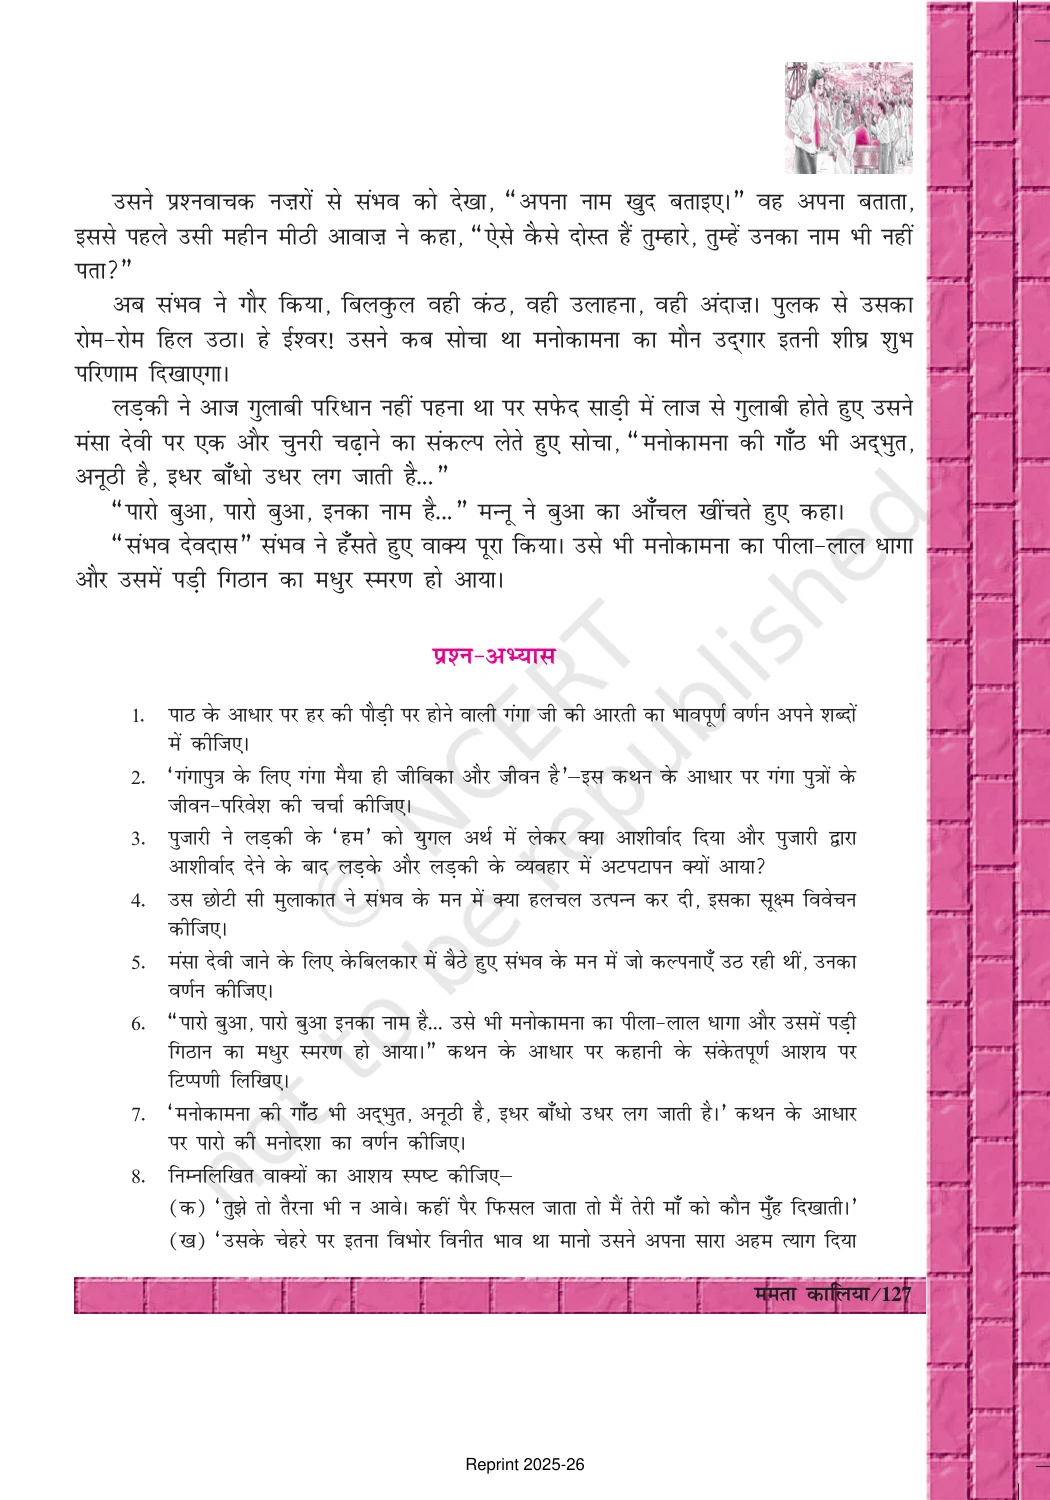 उसने प्रश्नवाचक नज़रों से संभव को देखा, “अपना नाम खुद बताइए।” वह अपना बताता,
इससे पहले उसी महीन मीठी आवाज़ ने कहा, “ऐसे कैसे दोस्त हैं तुम्हारे, तुम्हें उनका नाम भी नहीं
पता?”
अब संभव ने गौर किया, बिलकुल वही कंठ, वही उलाहना, वही अंदाज़। पुलक से उसका
रोम-रोम हिल उठा। हे ईश्वर! उसने कब सोचा था मनोकामना का मौन उद्‌गार इतनी शीघ्र शुभ
परिणाम दिखाएगा।
लड़की ने आज गुलाबी परिधान नहीं पहना था पर सफ़ेद साड़ी में लाज से गुलाबी होते हुए उसने
मंसा देवी पर एक और चुनरी चढ़ाने का संकल्प लेते हुए सोचा, “मनोकामना की गाँठ भी अद्‌भुत,
अनूठी है, इधर बाँधो उधर लग जाती है...”
“पारो बुआ, पारो बुआ, इनका नाम है...” मन्नू ने बुआ का आँचल खींचते हुए कहा।
“संभव देवदास” संभव ने हँसते हुए वाक्य पूरा किया। उसे भी मनोकामना का पीला-लाल धागा
और उसमें पड़ी गिठान का मधुर स्मरण हो आया।
प्रश्न-अभ्यास
1. पाठ के आधार पर हर की पौड़ी पर होने वाली गंगा जी की आरती का भावपूर्ण वर्णन अपने शब्दों
में कीजिए।
2. ‘गंगापुत्र के लिए गंगा मैया ही जीविका और जीवन है’–इस कथन के आधार पर गंगा पुत्रों के
जीवन-परिवेश की चर्चा कीजिए।
3. पुजारी ने लड़की के ‘हम’ को युगल अर्थ में लेकर क्या आशीर्वाद दिया और पुजारी द्वारा
आशीर्वाद देने के बाद लड़के और लड़की के व्यवहार में अटपटापन क्यों आया?
4. उस छोटी सी मुलाकात ने संभव के मन में क्या हलचल उत्पन्न कर दी, इसका सूक्ष्म विवेचन
कीजिए।
5. मंसा देवी जाने के लिए केबिलकार में बैठे हुए संभव के मन में जो कल्पनाएँ उठ रही थीं, उनका
वर्णन कीजिए।
6. “पारो बुआ, पारो बुआ इनका नाम है... उसे भी मनोकामना का पीला-लाल धागा और उसमें पड़ी
गिठान का मधुर स्मरण हो आया।” कथन के आधार पर कहानी के संकेतपूर्ण आशय पर
टिप्पणी लिखिए।
7. ‘मनोकामना की गाँठ भी अद्‌भुत, अनूठी है, इधर बाँधो उधर लग जाती है।’ कथन के आधार
पर पारो की मनोदशा का वर्णन कीजिए।
8. निम्नलिखित वाक्यों का आशय स्पष्ट कीजिए–
(क) ‘तुझे तो तैरना भी न आवे। कहीं पैर फिसल जाता तो मैं तेरी माँ को कौन मुँह दिखाती।’
(ख) ‘उसके चेहरे पर इतना विभोर विनीत भाव था मानो उसने अपना सारा अहम त्याग दिया
ममता कालिया/127
© NCERT
not to be republished
Reprint 2025-26